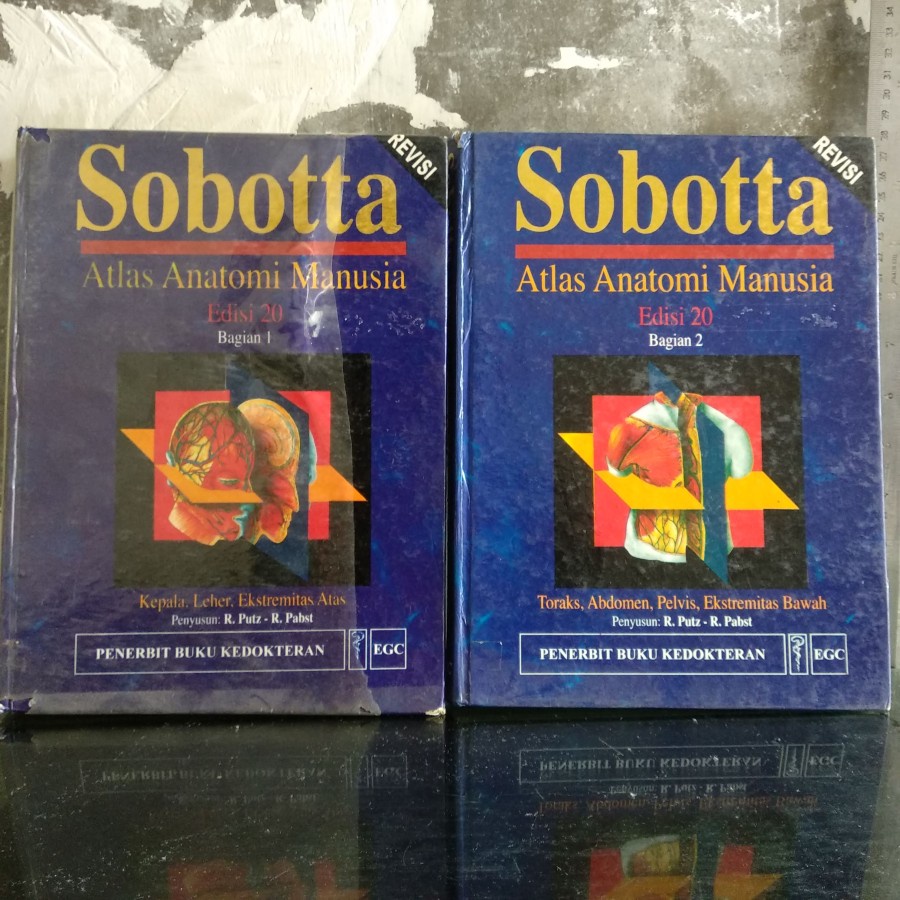 REVISI
Sobotta
Atlas Anatomi Manusia
Edisi 20
Bagian 1
Kepala, Leher, Ekstremitas Atas
Penyusun: R. Putz - R. Pabst
PENERBIT BUKU KEDOKTERAN EGC
REVISI
Sobotta
Atlas Anatomi Manusia
Edisi 20
Bagian 2
Toraks, Abdomen, Pelvis, Ekstremitas Bawah
Penyusun: R. Putz - R. Pabst
PENERBIT BUKU KEDOKTERAN EGC